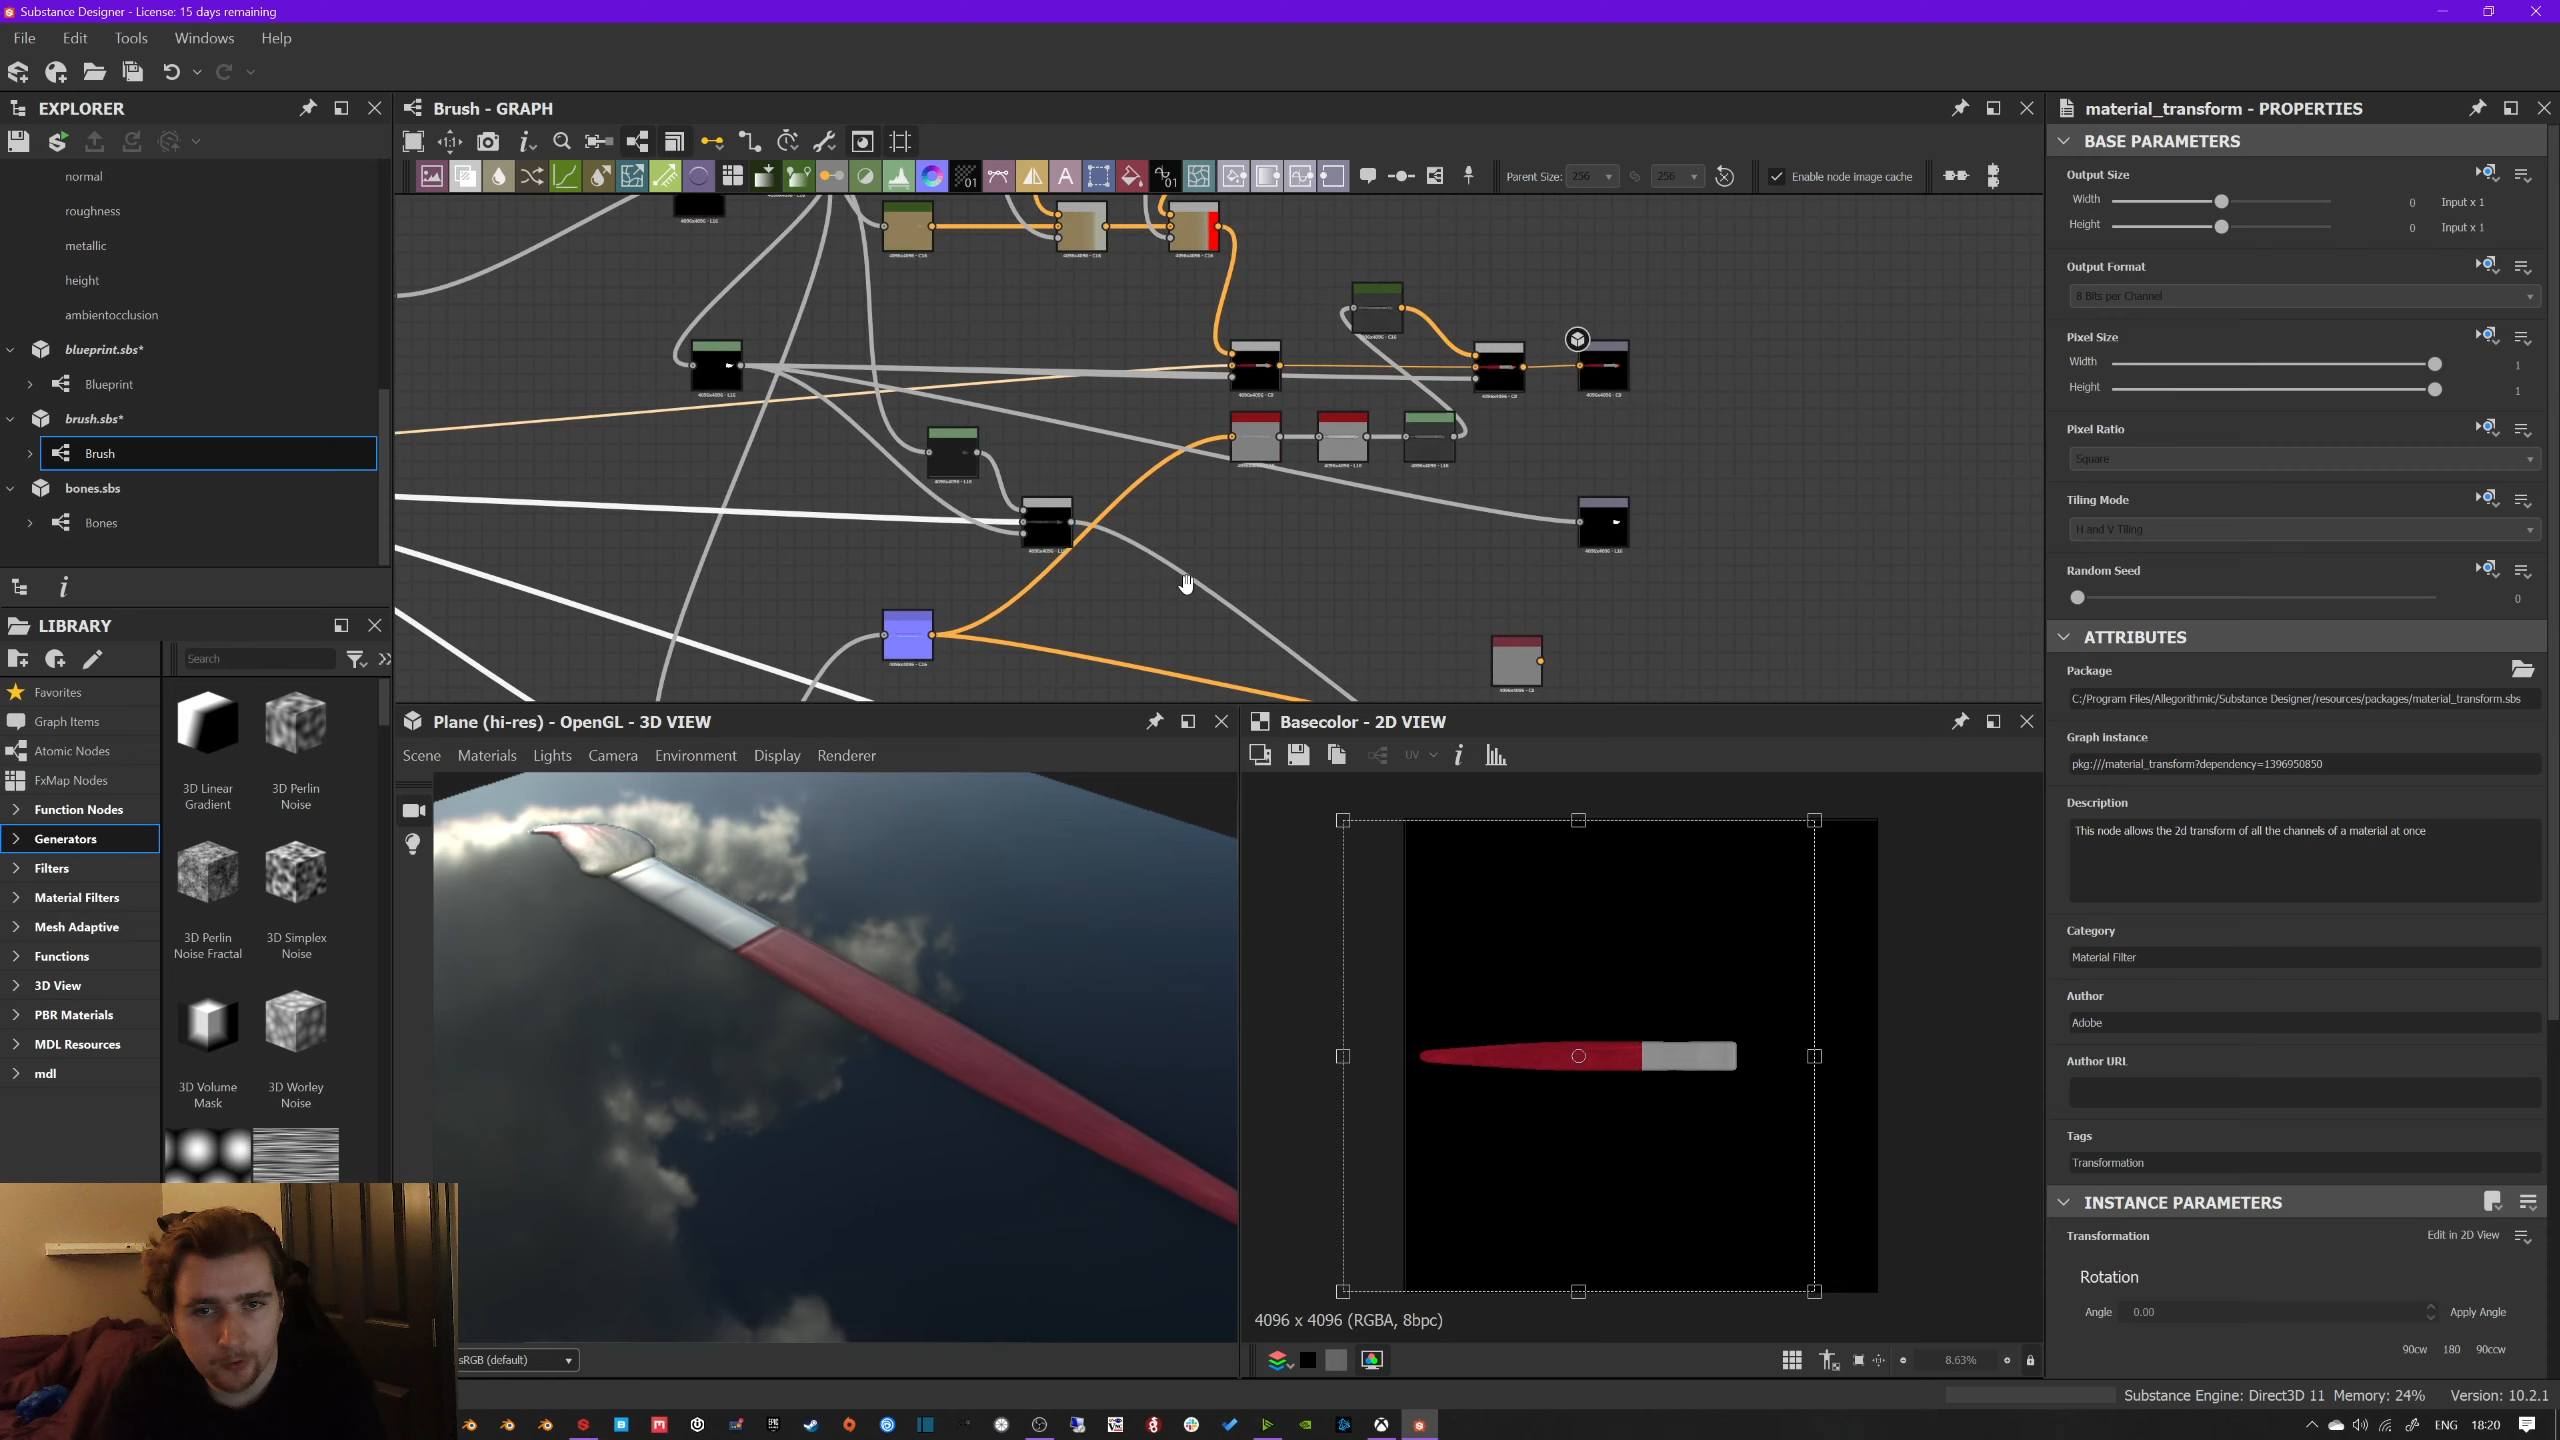 Substance Designer - License: 15 days remaining
File Edit Tools Windows Help
EXPLORER
normal
roughness
metallic
height
ambientocclusion
blueprint.sbs*
Blueprint
brush.sbs*
Brush
bones.sbs
Bones
LIBRARY
Search
Favorites
Graph Items
Atomic Nodes
FxMap Nodes
Function Nodes
Generators
Filters
Material Filters
Mesh Adaptive
Functions
3D View
PBR Materials
MDL Resources
mdl
3D Linear
Gradient
3D Perlin
Noise
3D Perlin
Noise Fractal
3D Simplex
Noise
3D Volume
Mask
3D Worley
Noise
Brush - GRAPH
Parent Size: 256 256
Enable node image cache
Plane (hi-res) - OpenGL - 3D VIEW
Scene Materials Lights Camera Environment Display Renderer
sRGB (default)
Basecolor - 2D VIEW
UV
4096 x 4096 (RGBA, 8bpc)
8.63%
material_transform - PROPERTIES
BASE PARAMETERS
Output Size
Width 0 Input x 1
Height 0 Input x 1
Output Format
8 Bits per Channel
Pixel Size
Width 1
Height 1
Pixel Ratio
Square
Tiling Mode
H and V Tiling
Random Seed
0
ATTRIBUTES
Package
C:/Program Files/Allegorithmic/Substance Designer/resources/packages/material_transform.sbs
Graph instance
pkg:///material_transform?dependency=1396950850
Description
This node allows the 2d transform of all the channels of a material at once
Category
Material Filter
Author
Adobe
Author URL
Tags
Transformation
INSTANCE PARAMETERS
Transformation Edit in 2D View
Rotation
Angle 0.00 Apply Angle
90cw 180 90ccw
Substance Engine: Direct3D 11 Memory: 24% Version: 10.2.1
ENG 18:20